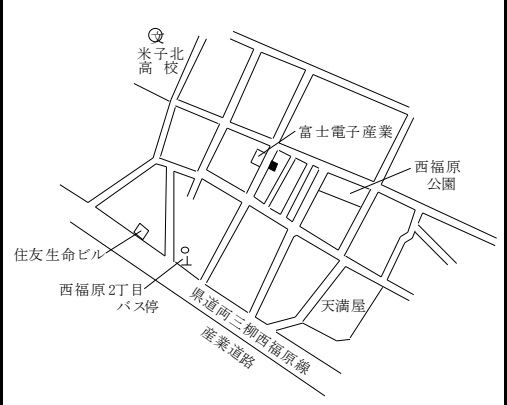 文
米子北
高校
富士電子産業
西福原
公園
住友生命ビル
西福原2丁目
バス停
天満屋
県道両三柳西福原線
産業道路